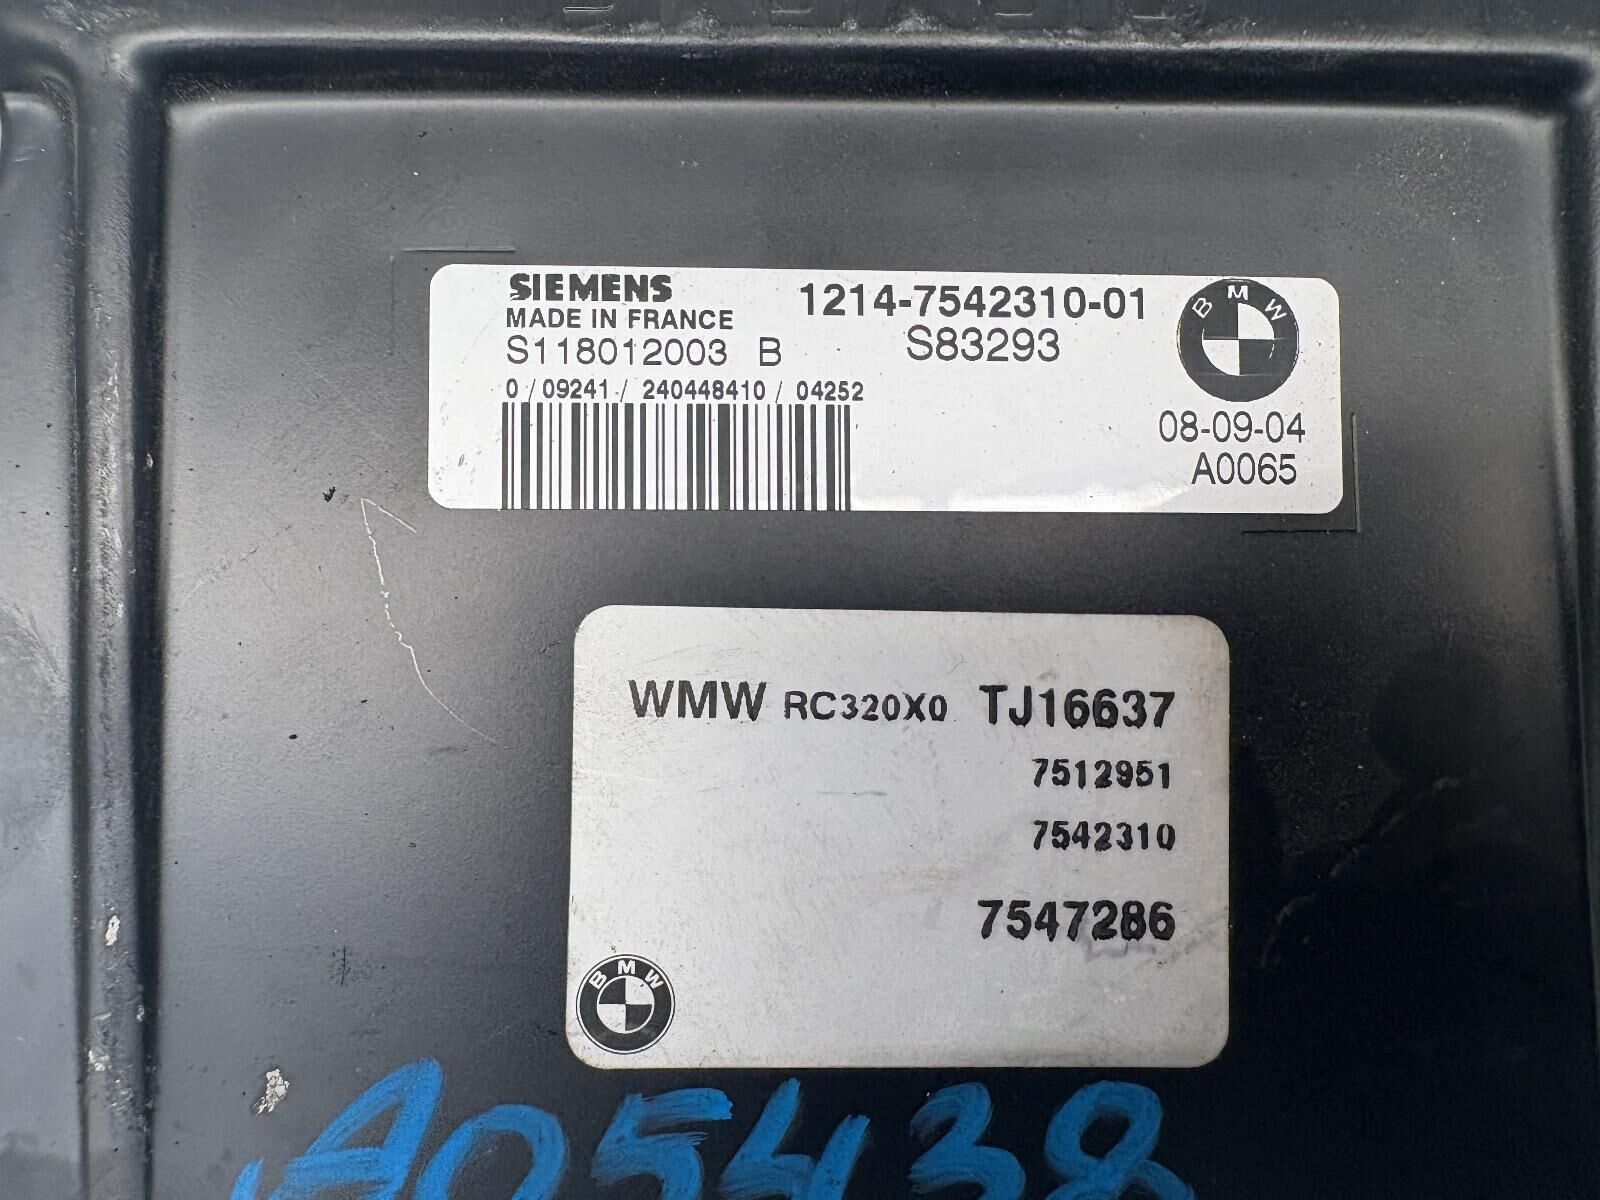 SIEMENS
MADE IN FRANCE
S118012003 B
0 / 09241 / 240448410 / 04252
1214-7542310-01
S83293
BMW
08-09-04
A0065
WMW RC320X0 TJ16637
7512951
7542310
7547286
BMW
A05438